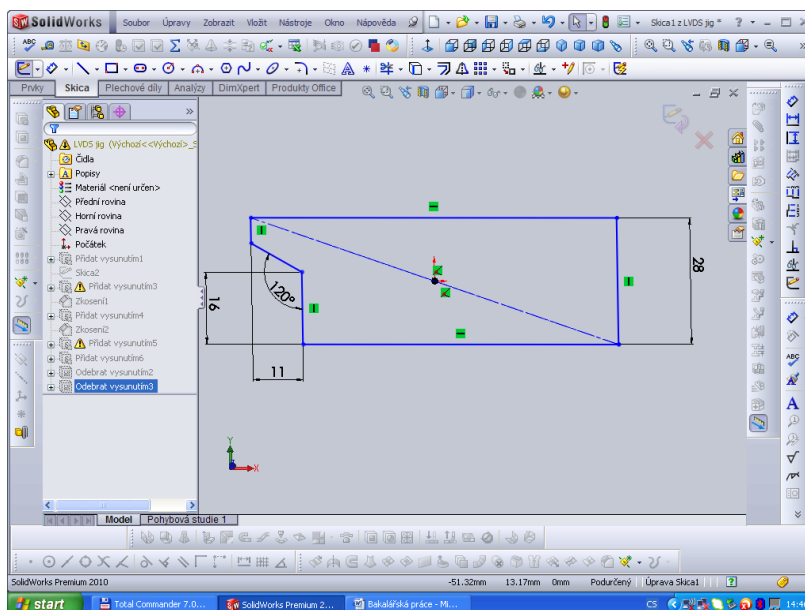 SolidWorks Soubor Úpravy Zobrazit Vložit Nástroje Okno Nápověda Skica1 z LVDS jig *
Prvky Skica Plechové díly Analýzy DimXpert Produkty Office
LVDS jig (Výchozí<<Výchozí>_S
Čidla
Popisy
Materiál <není určen>
Přední rovina
Horní rovina
Pravá rovina
Počátek
Přidat vysunutím1
Skica2
Přidat vysunutím3
Zkosení1
Přidat vysunutím4
Zkosení2
Přidat vysunutím5
Přidat vysunutím6
Odebrat vysunutím2
Odebrat vysunutím3
28
120°
16
11
Y
X
Model Pohybová studie 1
SolidWorks Premium 2010 -51.32mm 13.17mm 0mm Podurčený Úprava Skica1
start Total Commander 7.0... SolidWorks Premium 2... Bakalářská práce - Mi... CS